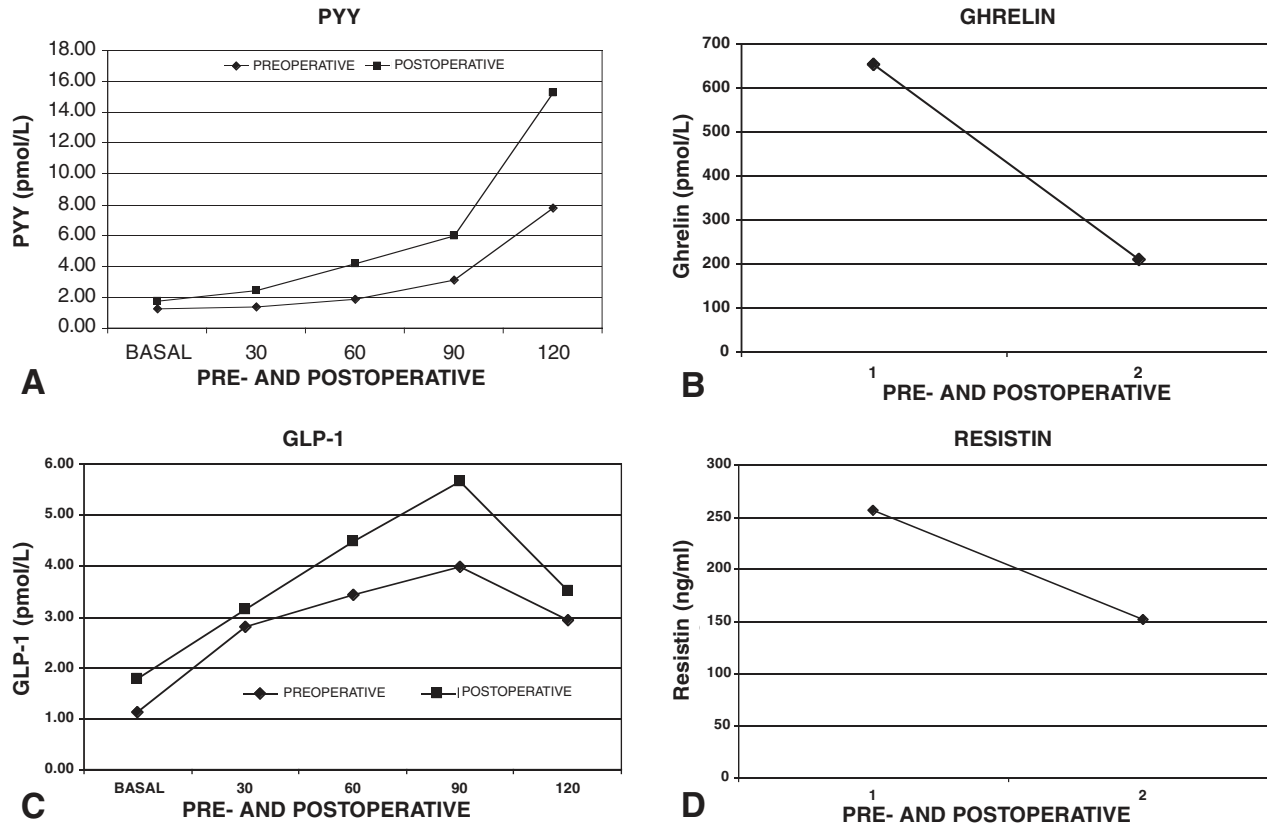 PYY
18.00
16.00
14.00
12.00
10.00
8.00
6.00
4.00
2.00
0.00
PYY (pmol/L)
PREOPERATIVE POSTOPERATIVE
BASAL 30 60 90 120
PRE- AND POSTOPERATIVE
A
GHRELIN
700
600
500
400
300
200
100
0
Ghrelin (pmol/L)
1 2
PRE- AND POSTOPERATIVE
B
GLP-1
6.00
5.00
4.00
3.00
2.00
1.00
0.00
GLP-1 (pmol/L)
PREOPERATIVE POSTOPERATIVE
BASAL 30 60 90 120
PRE- AND POSTOPERATIVE
C
RESISTIN
300
250
200
150
100
50
0
Resistin (ng/ml)
1 2
PRE- AND POSTOPERATIVE
D